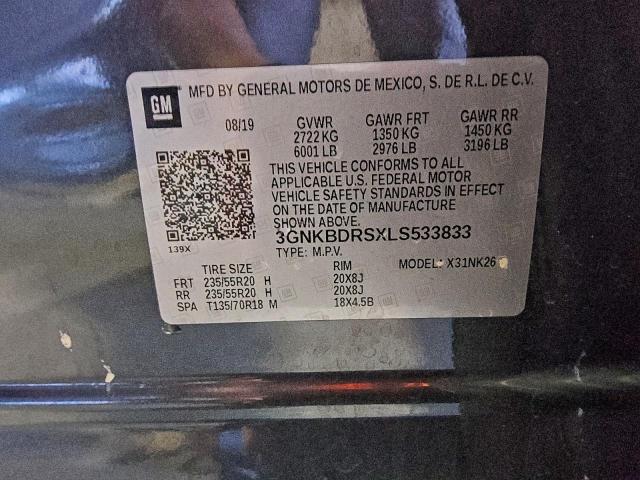 GM
MFD BY GENERAL MOTORS DE MEXICO, S. DE R.L. DE C.V.
08/19 GVWR GAWR FRT GAWR RR
2722 KG 1350 KG 1450 KG
6001 LB 2976 LB 3196 LB
THIS VEHICLE CONFORMS TO ALL
APPLICABLE U.S. FEDERAL MOTOR
VEHICLE SAFETY STANDARDS IN EFFECT
ON THE DATE OF MANUFACTURE
SHOWN ABOVE.
3GNKBDRSXLS533833
139X
TYPE: M.P.V. MODEL: X31NK26
TIRE SIZE RIM
FRT 235/55R20 H 20X8J
RR 235/55R20 H 20X8J
SPA T135/70R18 M 18X4.5B